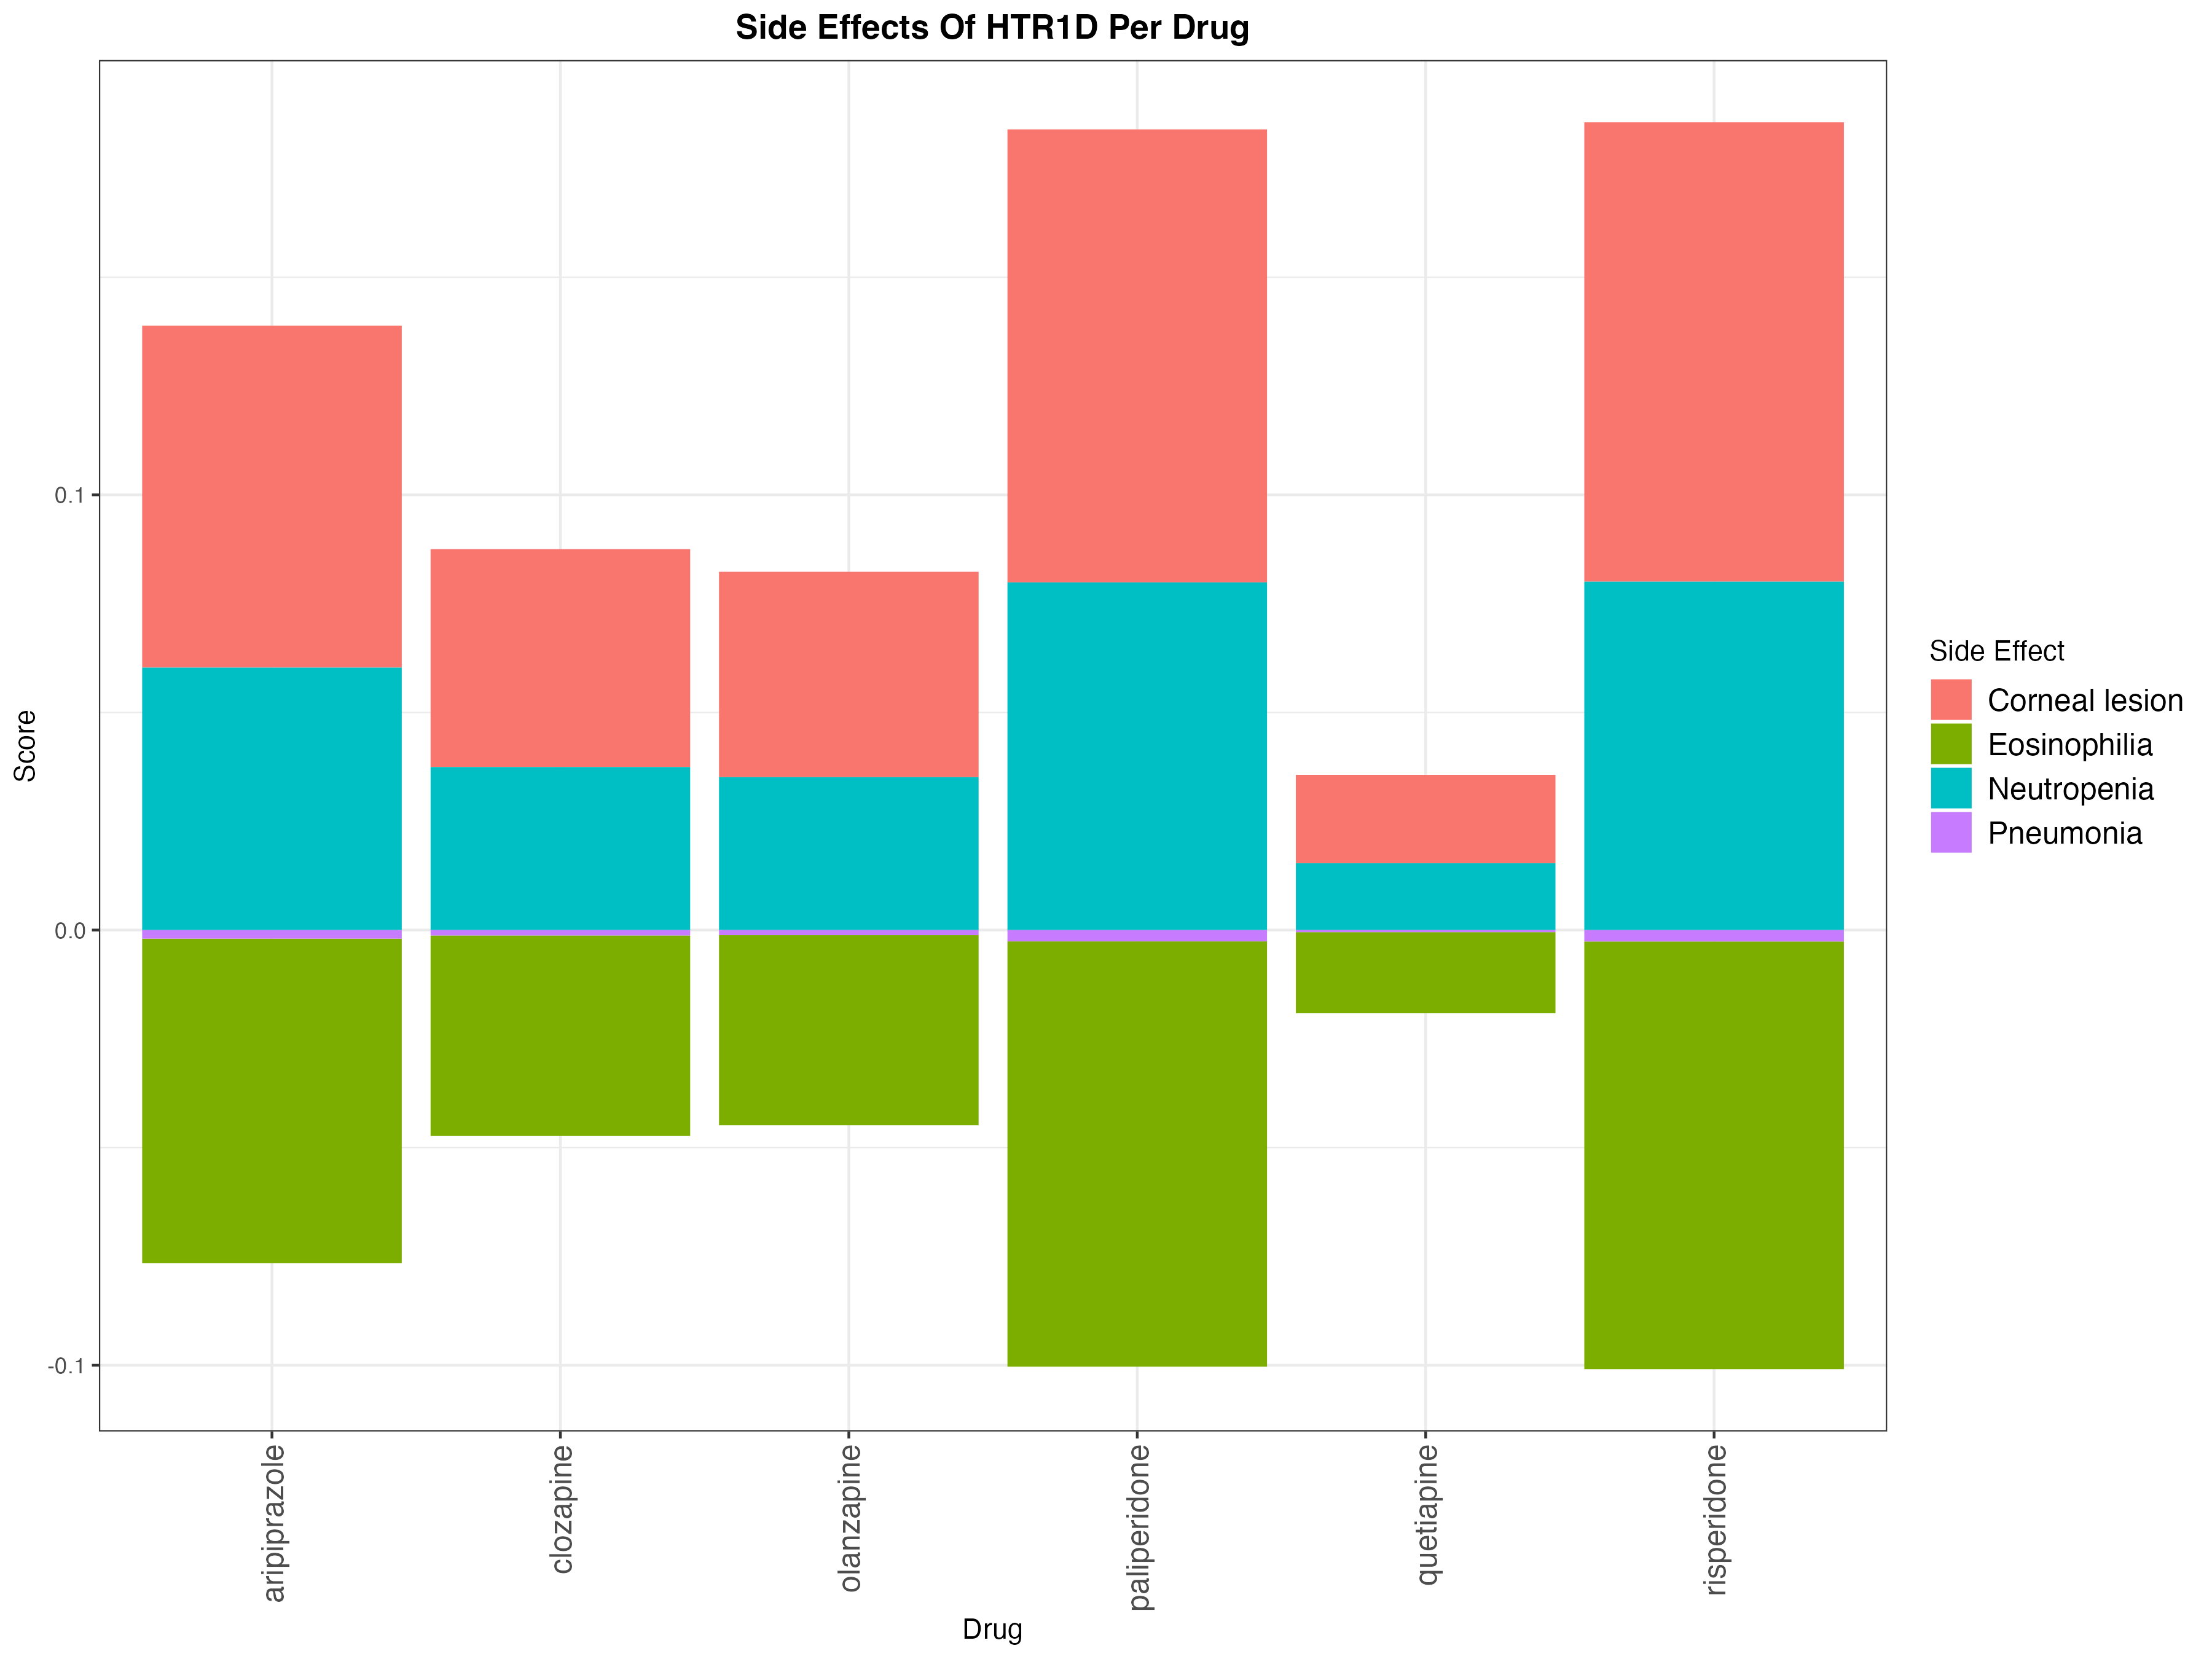 Side Effects Of HTR1D Per Drug
0.1
0.0
-0.1
Score
aripiprazole
clozapine
olanzapine
paliperidone
quetiapine
risperidone
Drug
Side Effect
Corneal lesion
Eosinophilia
Neutropenia
Pneumonia